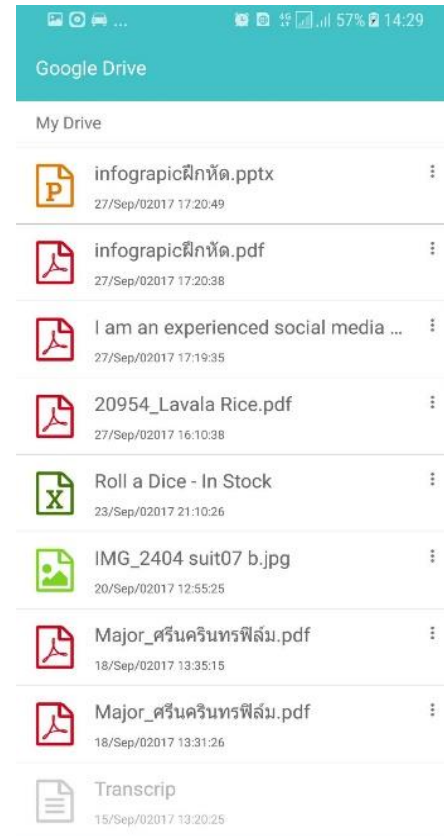 ... 4G 57% 14:29
Google Drive
My Drive
infograpicฝึกหัด.pptx
27/Sep/02017 17:20:49
infograpicฝึกหัด.pdf
27/Sep/02017 17:20:38
I am an experienced social media ...
27/Sep/02017 17:19:35
20954_Lavala Rice.pdf
27/Sep/02017 16:10:38
Roll a Dice - In Stock
23/Sep/02017 21:10:26
IMG_2404 suit07 b.jpg
20/Sep/02017 12:55:25
Major_ศรีนครินทรฟิล์ม.pdf
18/Sep/02017 13:35:15
Major_ศรีนครินทรฟิล์ม.pdf
18/Sep/02017 13:31:26
Transcrip
15/Sep/02017 13:20:25